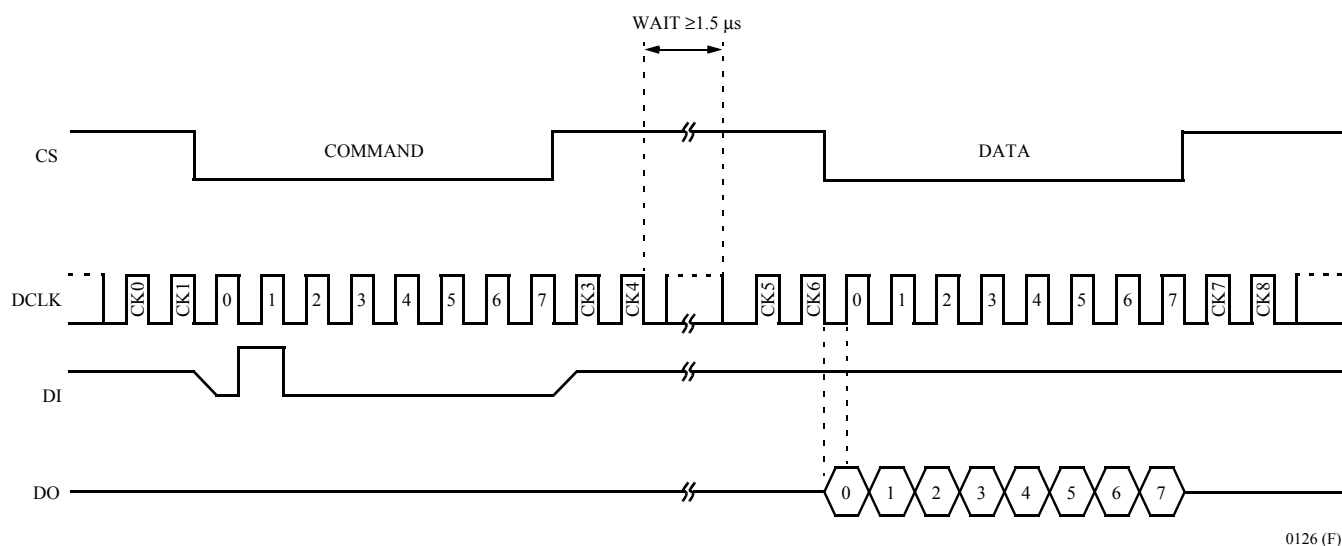 WAIT ≥1.5 μs
CS
COMMAND
DATA
DCLK
CK0 CK1 0 1 2 3 4 5 6 7 CK3 CK4 CK5 CK6 0 1 2 3 4 5 6 7 CK7 CK8
DI
DO
0 1 2 3 4 5 6 7
0126 (F)